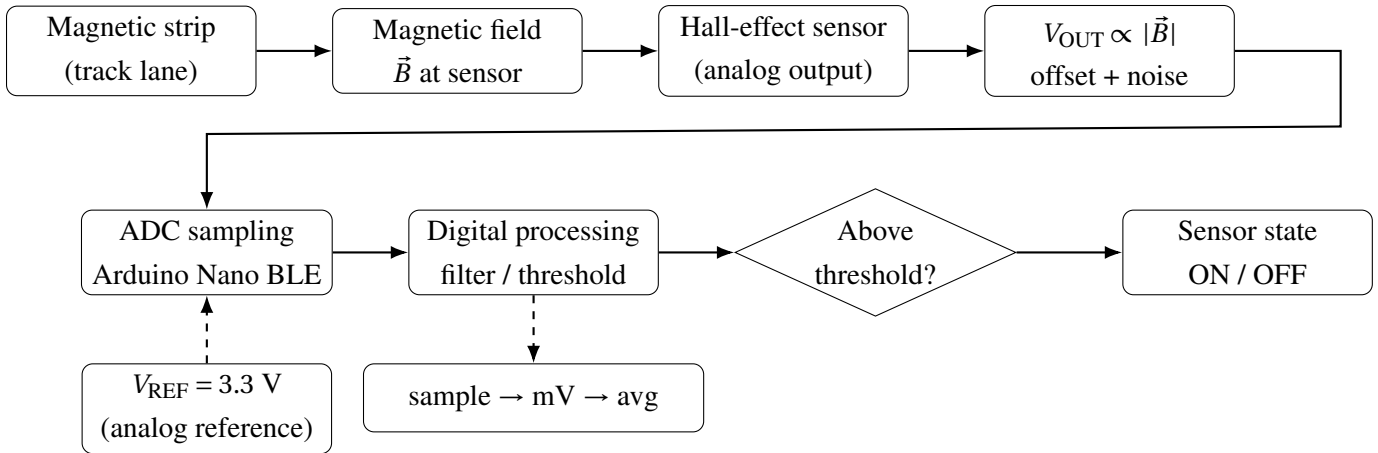 Magnetic strip
(track lane)
Magnetic field
B⃗ at sensor
Hall-effect sensor
(analog output)
V_OUT ∝ |B⃗|
offset + noise
ADC sampling
Arduino Nano BLE
Digital processing
filter / threshold
Above
threshold?
Sensor state
ON / OFF
V_REF = 3.3 V
(analog reference)
sample → mV → avg